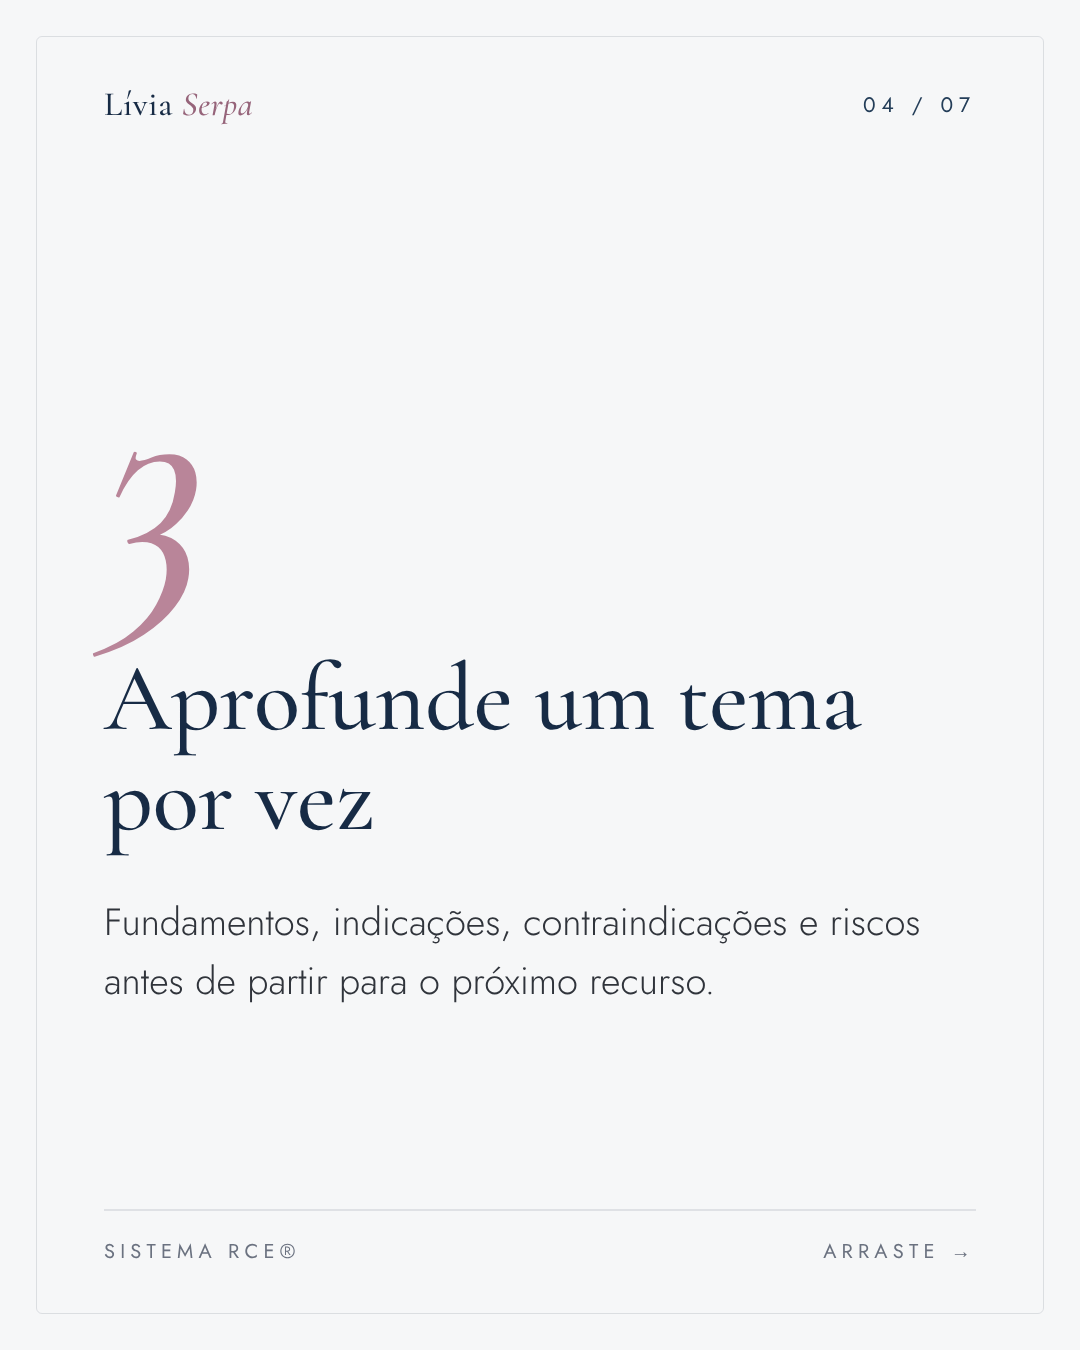 Lívia Serpa
04 / 07
3
Aprofunde um tema
por vez
Fundamentos, indicações, contraindicações e riscos
antes de partir para o próximo recurso.
SISTEMA RCE®
ARRASTE →